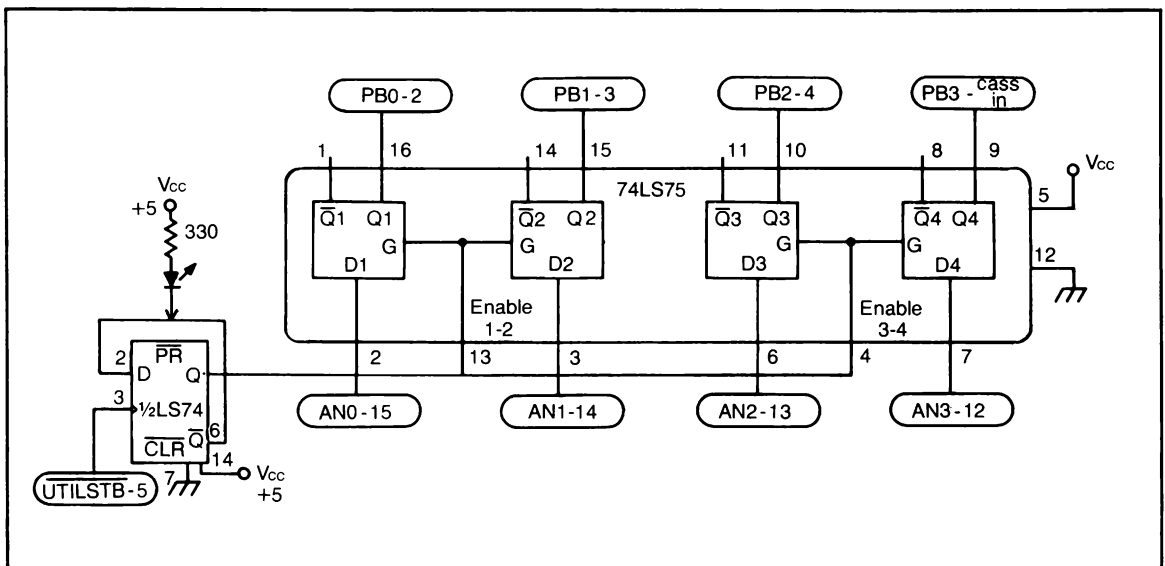 PB0-2
PB1-3
PB2-4
PB3 - cass in
1
16
14
15
11
10
8
9
74LS75
Vcc
5
12
Q̅1 Q1
G
D1
Q̅2 Q2
G
D2
Q̅3 Q3
G
D3
Q̅4 Q4
G
D4
Enable
1-2
Enable
3-4
2
13
3
6
4
7
AN0-15
AN1-14
AN2-13
AN3-12
Vcc
+5
330
2
P̅R̅
D
Q
3
½LS74
Q̅
6
C̅L̅R̅
14
7
Vcc
+5
U̅T̅I̅L̅S̅T̅B̅-5